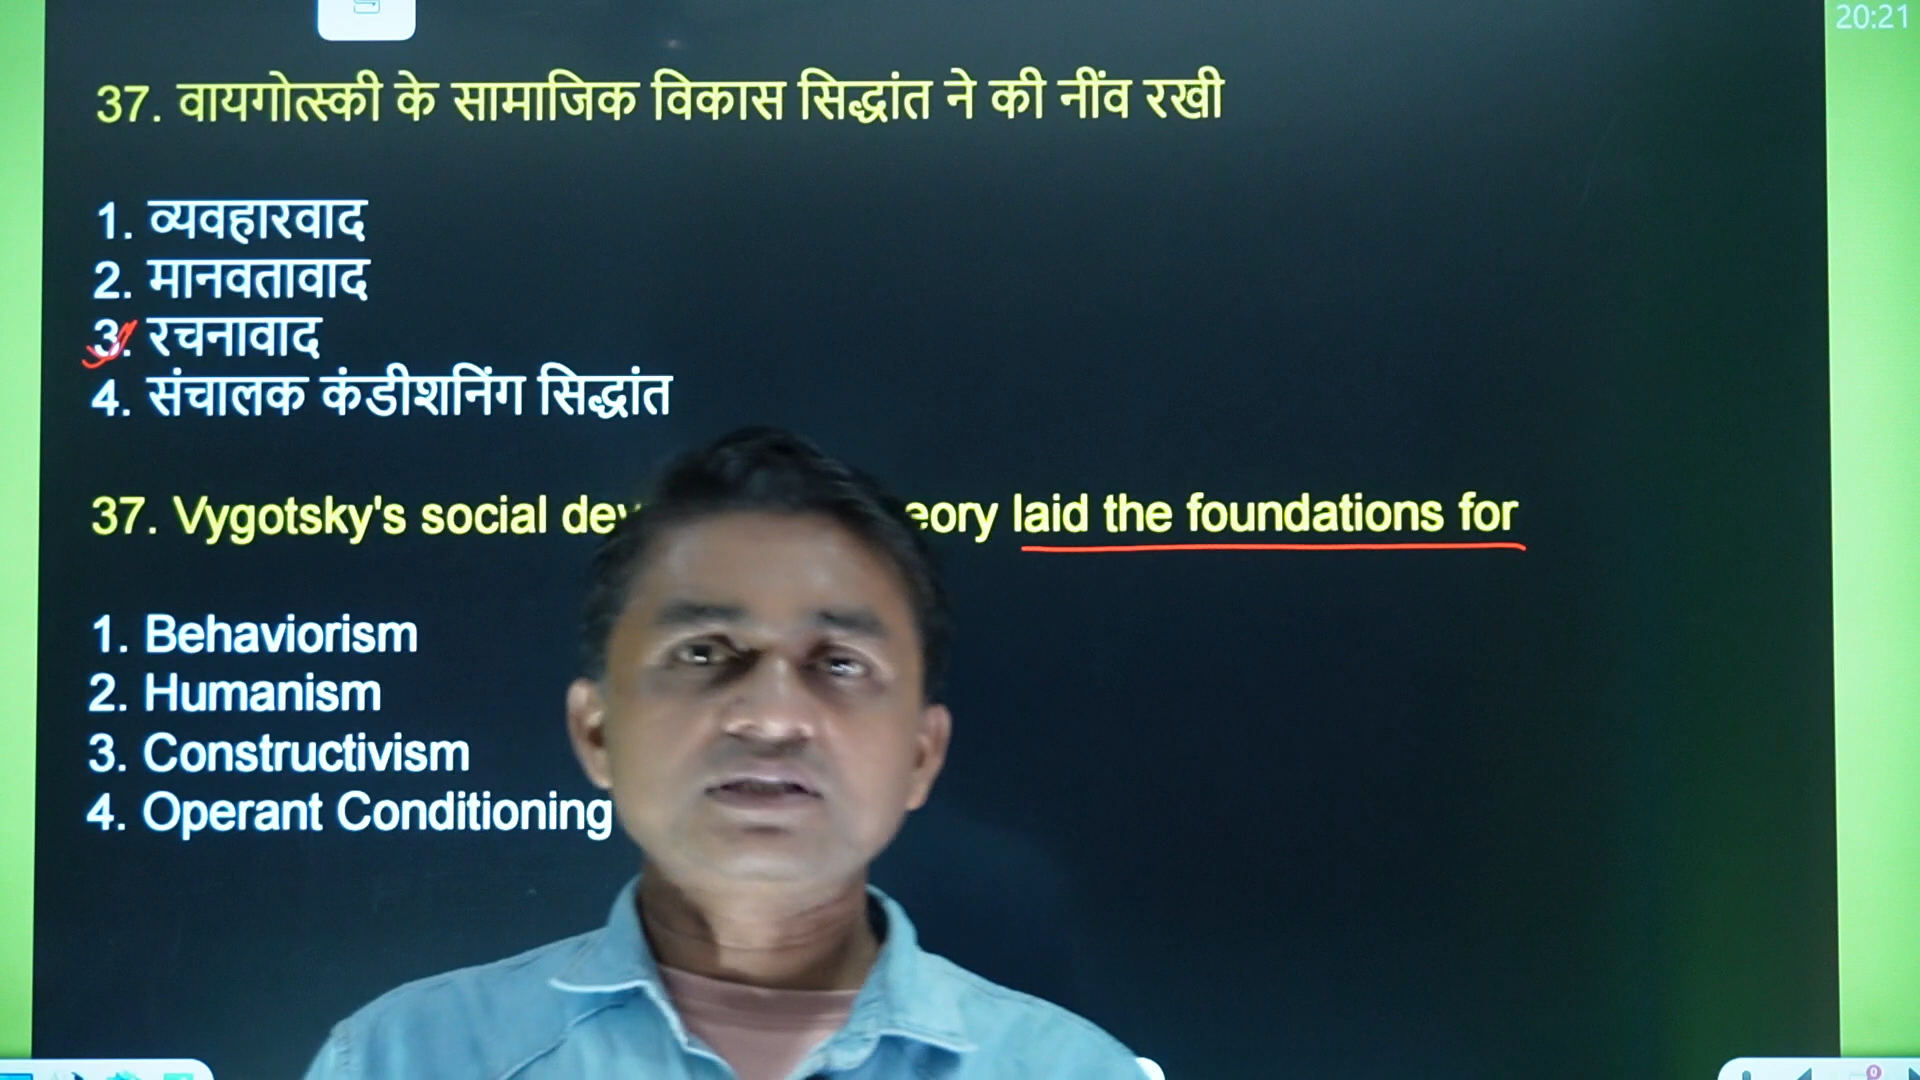 20:21
37. वायगोत्स्की के सामाजिक विकास सिद्धांत ने की नींव रखी
1. व्यवहारवाद
2. मानवतावाद
3. रचनावाद
4. संचालक कंडीशनिंग सिद्धांत
37. Vygotsky's social laid the foundations for
1. Behaviorism
2. Humanism
3. Constructivism
4. Operant Conditioning
0